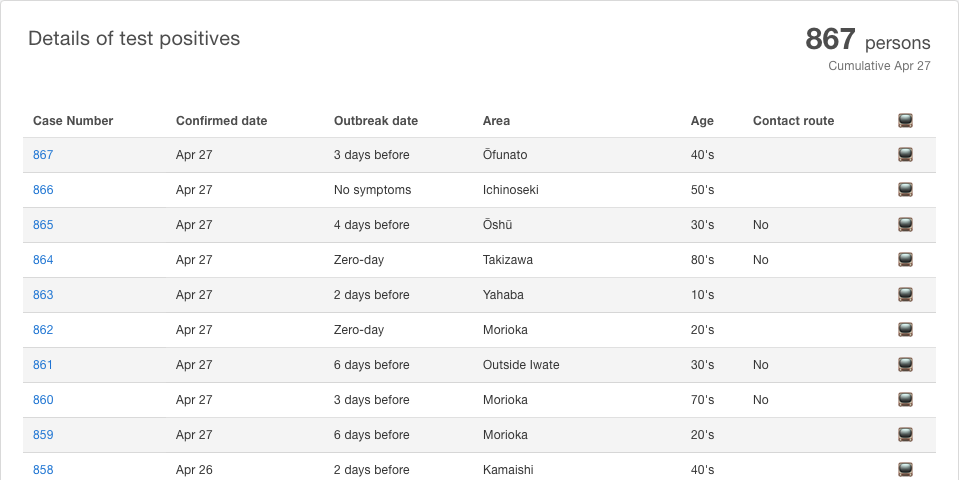 Details of test positives
867 persons
Cumulative Apr 27
Case Number Confirmed date Outbreak date Area Age Contact route
867 Apr 27 3 days before Ōfunato 40's
866 Apr 27 No symptoms Ichinoseki 50's
865 Apr 27 4 days before Ōshū 30's No
864 Apr 27 Zero-day Takizawa 80's No
863 Apr 27 2 days before Yahaba 10's
862 Apr 27 Zero-day Morioka 20's
861 Apr 27 6 days before Outside Iwate 30's No
860 Apr 27 3 days before Morioka 70's No
859 Apr 27 6 days before Morioka 20's
858 Apr 26 2 days before Kamaishi 40's